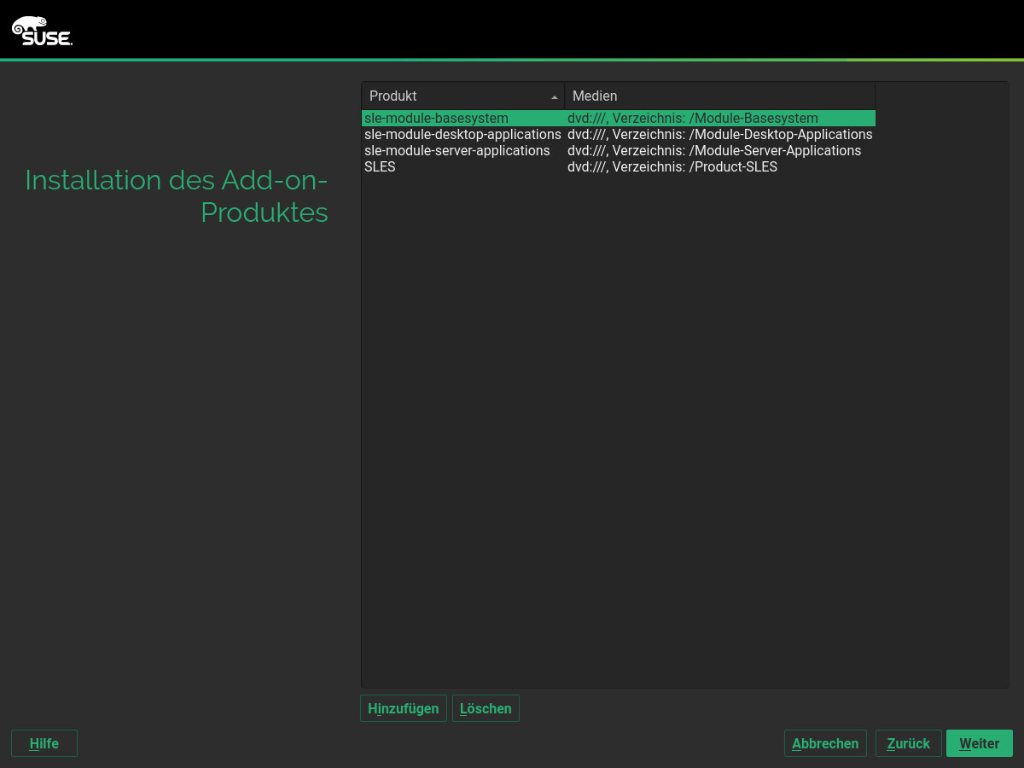 SUSE
Installation des Add-on-
Produktes
Produkt Medien
sle-module-basesystem dvd:///, Verzeichnis: /Module-Basesystem
sle-module-desktop-applications dvd:///, Verzeichnis: /Module-Desktop-Applications
sle-module-server-applications dvd:///, Verzeichnis: /Module-Server-Applications
SLES dvd:///, Verzeichnis: /Product-SLES
Hinzufügen Löschen
Hilfe Abbrechen Zurück Weiter